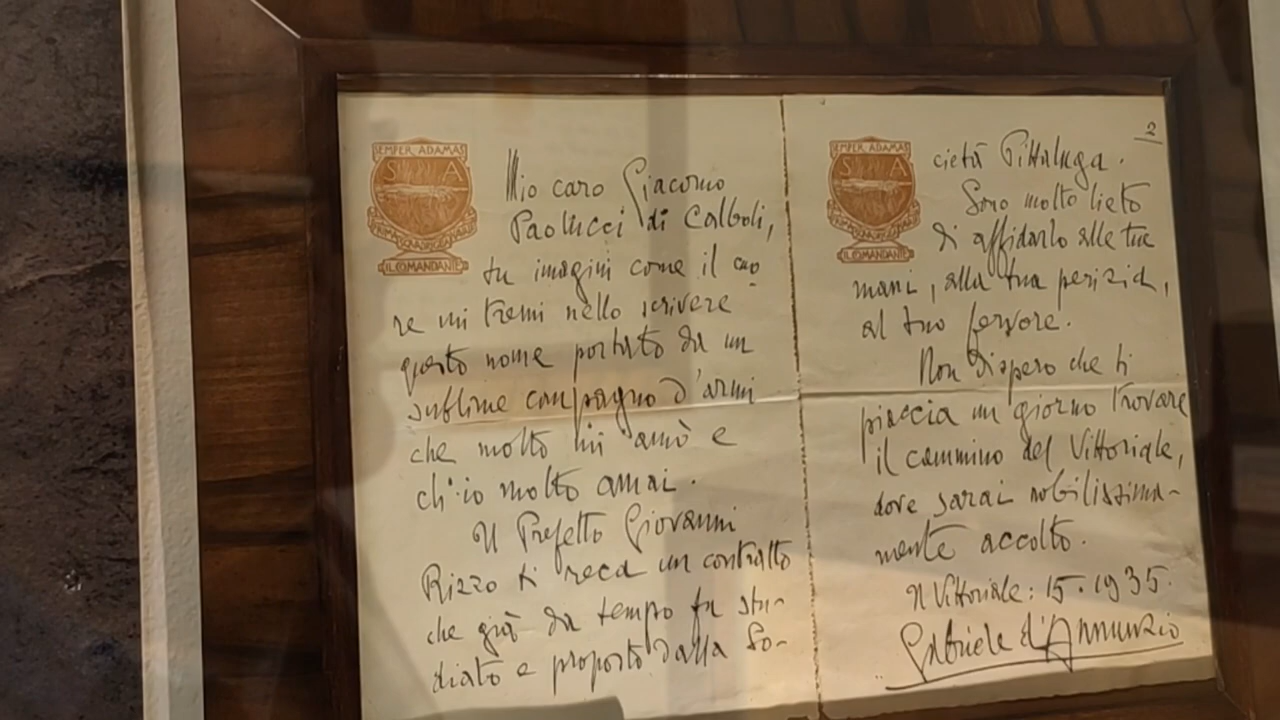 SEMPER ADAMAS
S A
IL COMANDANTE
Mio caro Giacomo
Paolucci di Calboli,
tu imagini come il cuo
re mi tremi nello scrivere
questo nome portato da un
sublime compagno d'armi
che molto mi amò e
ch'io molto amai.
Il Prefetto Giovanni
Rizzo ti reca un contratto
che già da tempo fu stu-
diato e proposto dalla So-
2
SEMPER ADAMAS
S A
IL COMANDANTE
cietà Pittaluga.
Sono molto lieto
di affidarlo alle tue
mani, alla tua perizia,
al tuo fervore.
Non dispero che ti
piaccia un giorno trovare
il cammino del Vittoriale,
dove sarai nobilissima-
mente accolto.
Il Vittoriale: 15. 1935.
Gabriele d'Annunzio